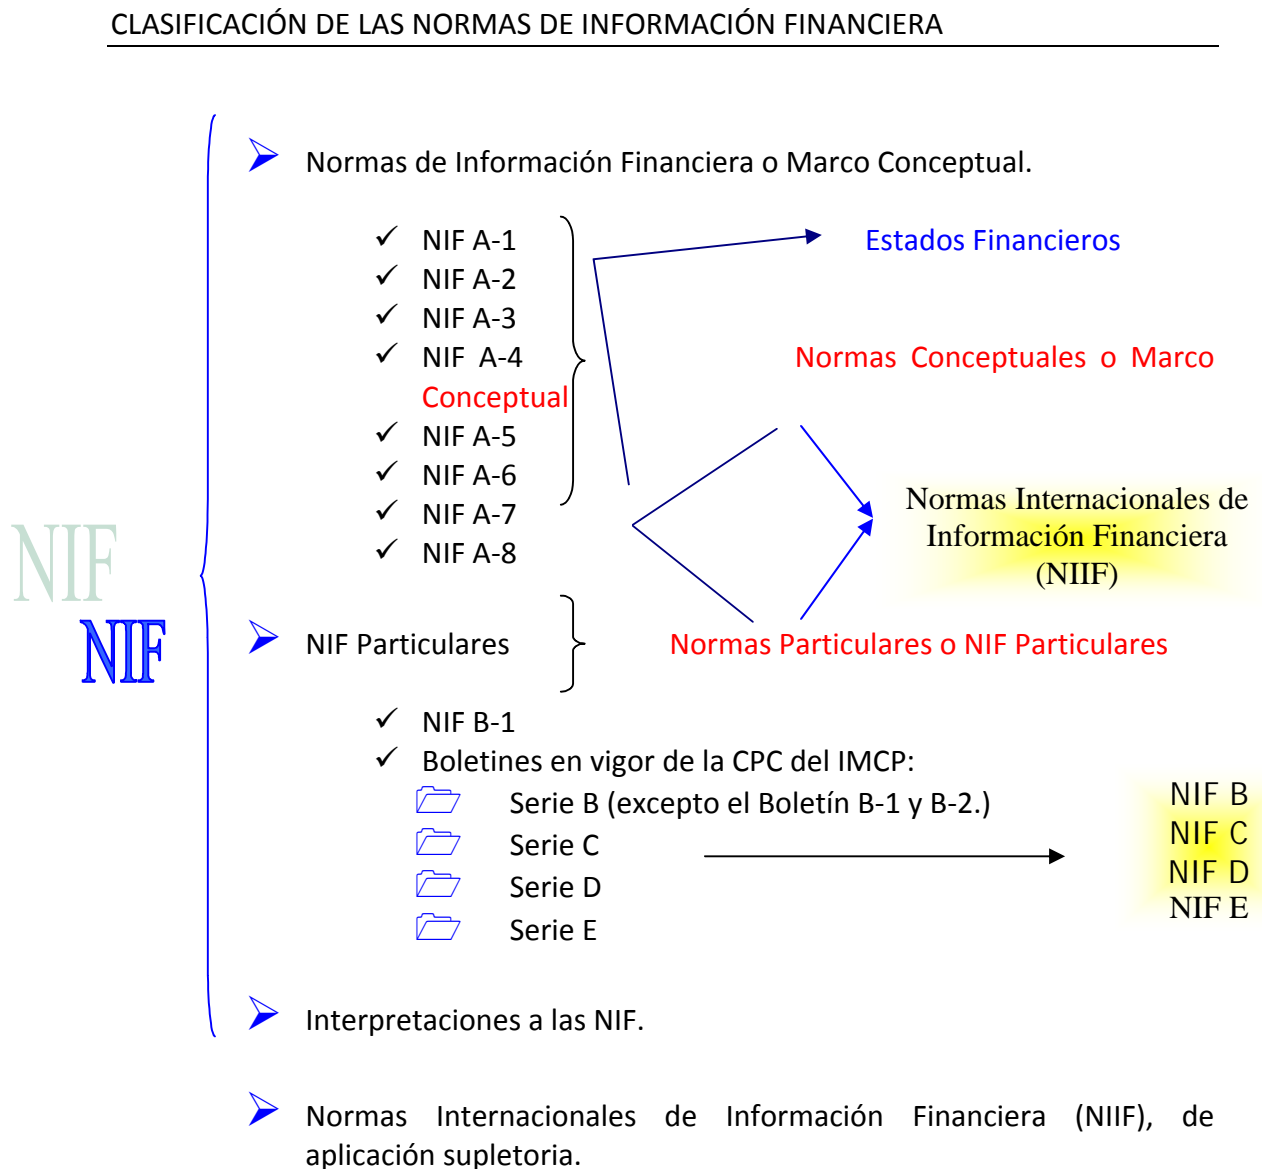 CLASIFICACIÓN DE LAS NORMAS DE INFORMACIÓN FINANCIERA
Normas de Información Financiera o Marco Conceptual.
NIF A-1
Estados Financieros
NIF A-2
NIF A-3
NIF A-4
Normas Conceptuales o Marco
Conceptual
NIF A-5
NIF A-6
NIF A-7
NIF A-8
Normas Internacionales de
Información Financiera
(NIIF)
NIF
NIF
NIF Particulares
Normas Particulares o NIF Particulares
NIF B-1
Boletines en vigor de la CPC del IMCP:
Serie B (excepto el Boletín B-1 y B-2.)
Serie C
Serie D
Serie E
NIF B
NIF C
NIF D
NIF E
Interpretaciones a las NIF.
Normas Internacionales de Información Financiera (NIIF), de
aplicación supletoria.